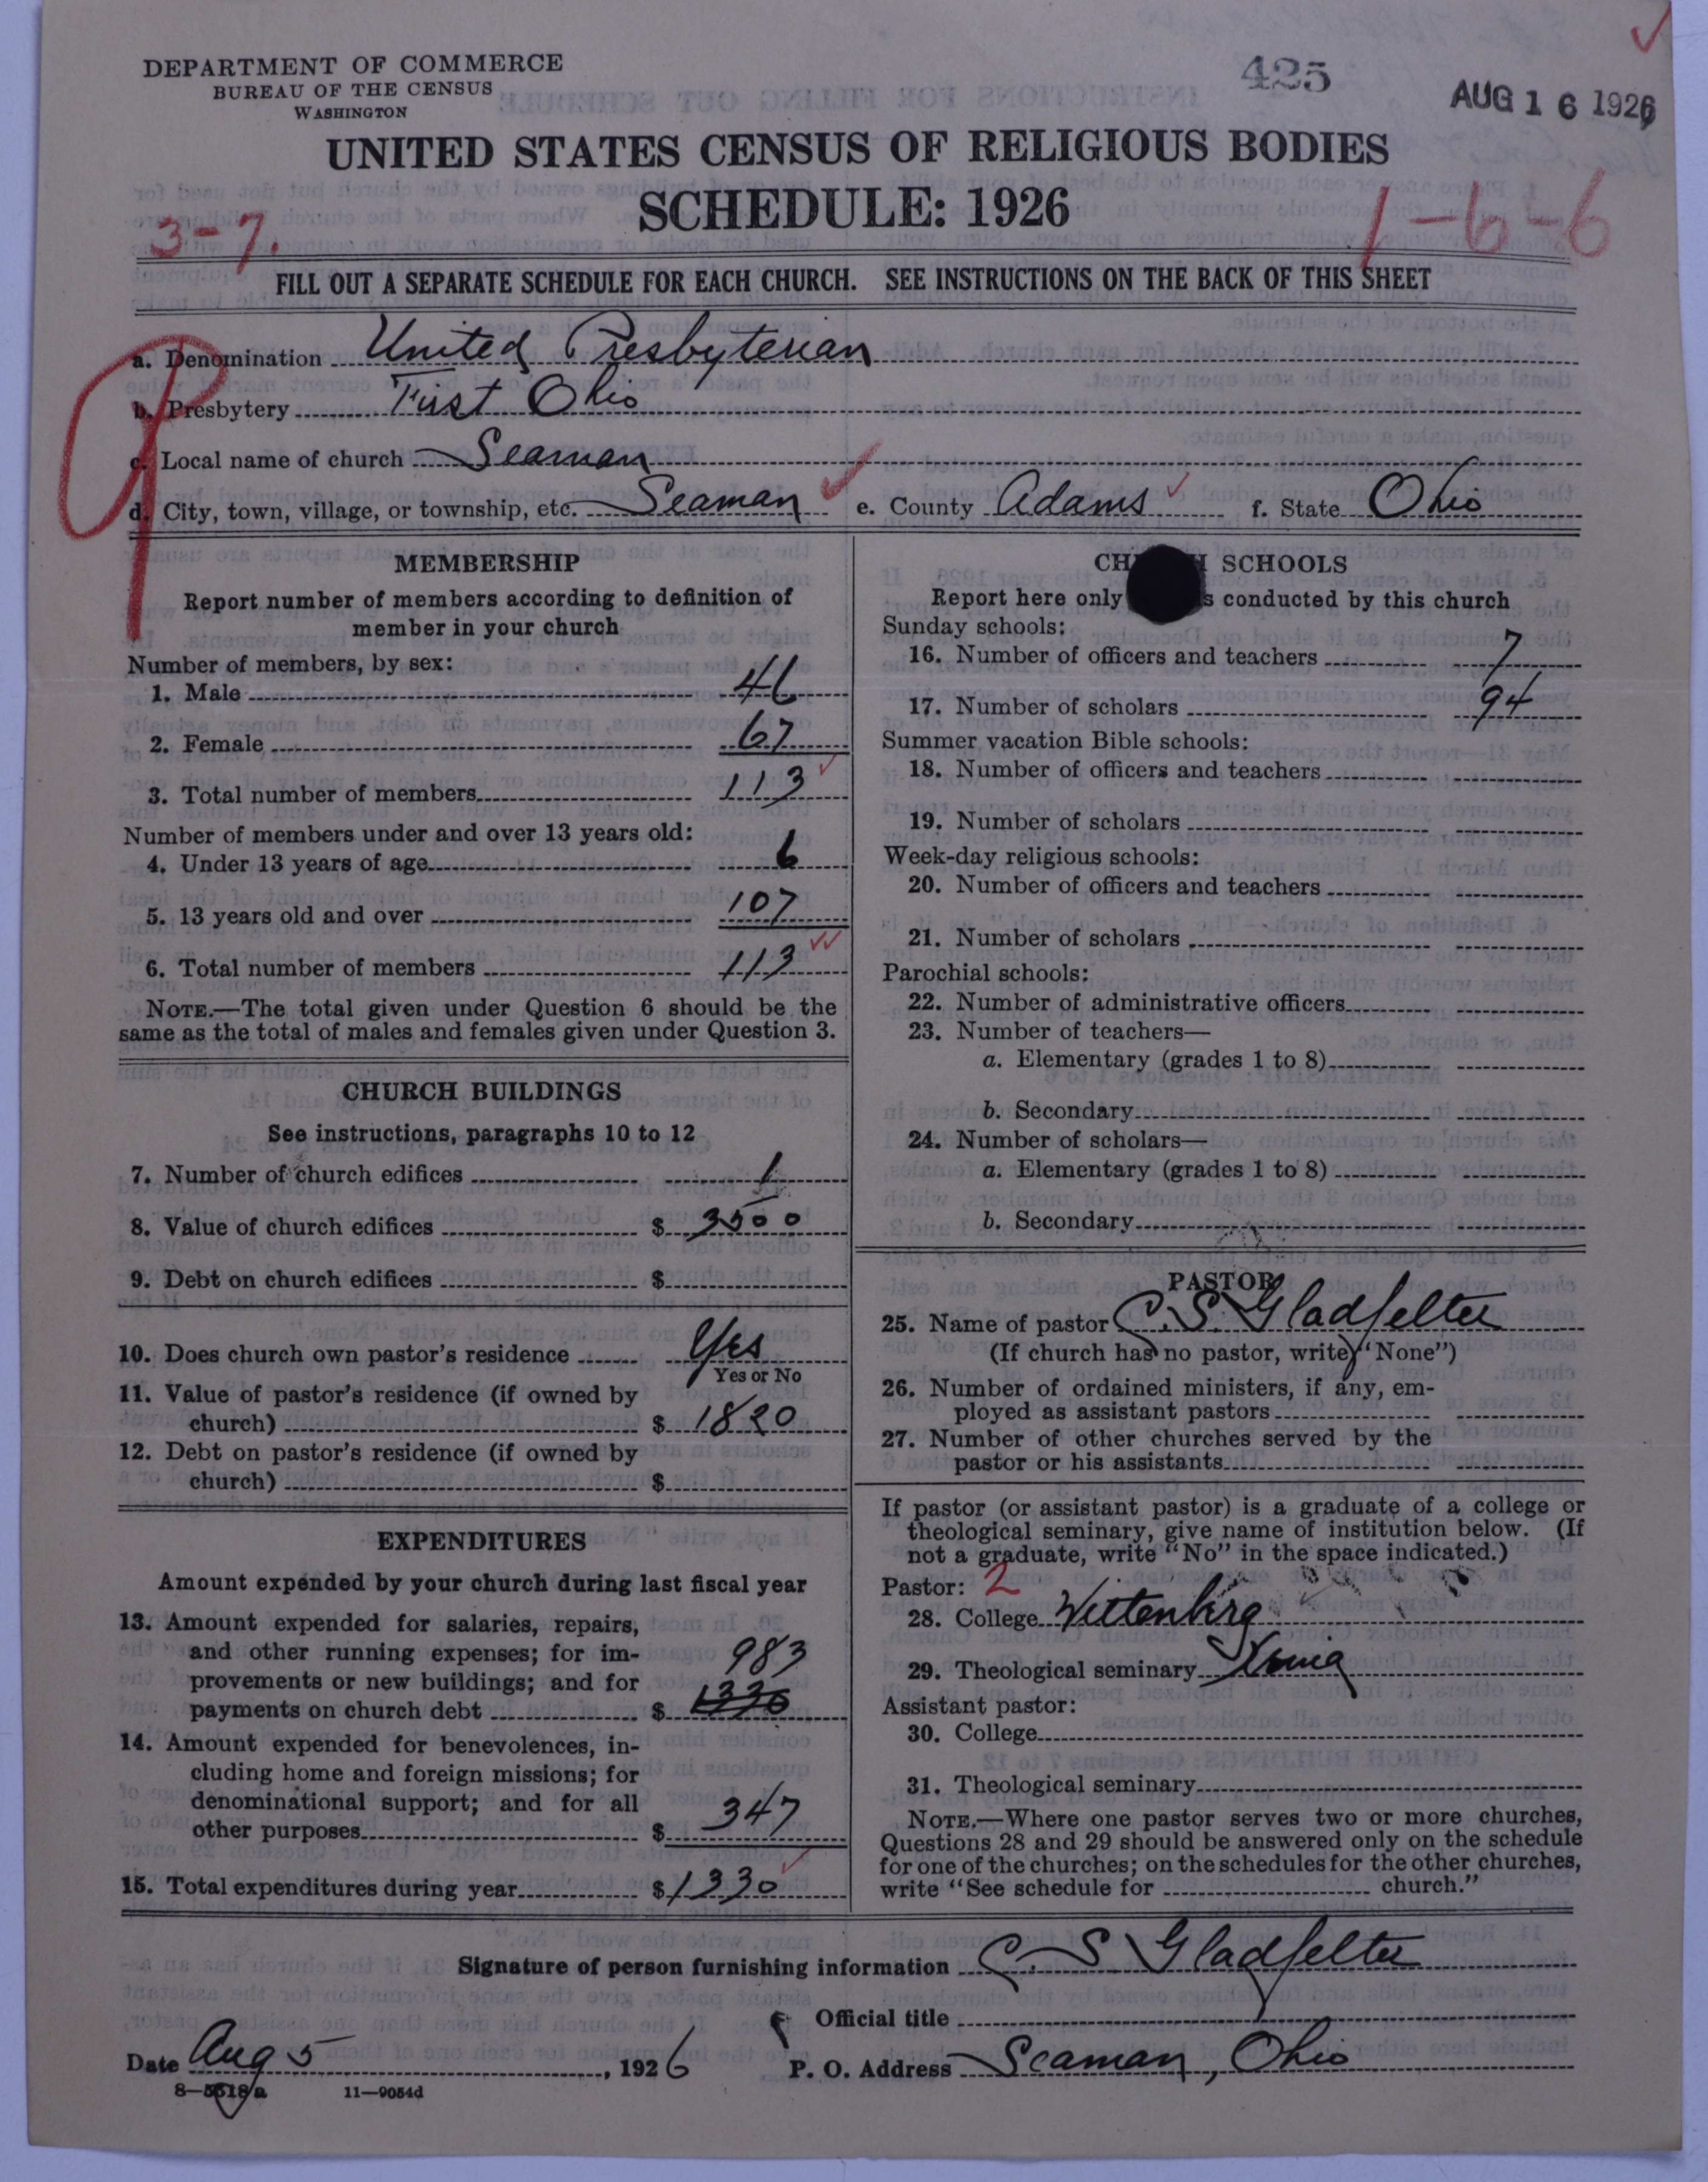 DEPARTMENT OF COMMERCE
BUREAU OF THE CENSUS
WASHINGTON
425
AUG 16 1926
UNITED STATES CENSUS OF RELIGIOUS BODIES
SCHEDULE: 1926
3-7.
1-6-6
FILL OUT A SEPARATE SCHEDULE FOR EACH CHURCH. SEE INSTRUCTIONS ON THE BACK OF THIS SHEET
a. Denomination United Presbyterian
b. Presbytery First Ohio
c. Local name of church Seaman
d. City, town, village, or township, etc. Seaman e. County Adams f. State Ohio
MEMBERSHIP
Report number of members according to definition of
member in your church
Number of members, by sex:
1. Male 46
2. Female 67
3. Total number of members 113
Number of members under and over 13 years old:
4. Under 13 years of age 6
5. 13 years old and over 107
6. Total number of members 113
NOTE.—The total given under Question 6 should be the
same as the total of males and females given under Question 3.
CHURCH BUILDINGS
See instructions, paragraphs 10 to 12
7. Number of church edifices 1
8. Value of church edifices $ 3500
9. Debt on church edifices $
10. Does church own pastor's residence Yes
Yes or No
11. Value of pastor's residence (if owned by
church) $ 1820
12. Debt on pastor's residence (if owned by
church) $
EXPENDITURES
Amount expended by your church during last fiscal year
13. Amount expended for salaries, repairs,
and other running expenses; for im-
provements or new buildings; and for
983
payments on church debt $ 1330
14. Amount expended for benevolences, in-
cluding home and foreign missions; for
denominational support; and for all
other purposes $ 347
15. Total expenditures during year $ 1330
SCHOOLS
Report here only conducted by this church
Sunday schools:
16. Number of officers and teachers 7
17. Number of scholars 94
Summer vacation Bible schools:
18. Number of officers and teachers
19. Number of scholars
Week-day religious schools:
20. Number of officers and teachers
21. Number of scholars
Parochial schools:
22. Number of administrative officers
23. Number of teachers—
a. Elementary (grades 1 to 8)
b. Secondary
24. Number of scholars—
a. Elementary (grades 1 to 8)
b. Secondary
PASTOR
25. Name of pastor C. S. Gladfelter
(If church has no pastor, write "None")
26. Number of ordained ministers, if any, em-
ployed as assistant pastors
27. Number of other churches served by the
pastor or his assistants
If pastor (or assistant pastor) is a graduate of a college or
theological seminary, give name of institution below. (If
not a graduate, write "No" in the space indicated.)
Pastor: 2
28. College Wittenberg
29. Theological seminary Xenia
Assistant pastor:
30. College
31. Theological seminary
NOTE.—Where one pastor serves two or more churches,
Questions 28 and 29 should be answered only on the schedule
for one of the churches; on the schedules for the other churches,
write "See schedule for church."
Signature of person furnishing information C. S. Gladfelter
Official title
Date Aug 5, 1926 P. O. Address Seaman, Ohio
8—5518a 11—9054d